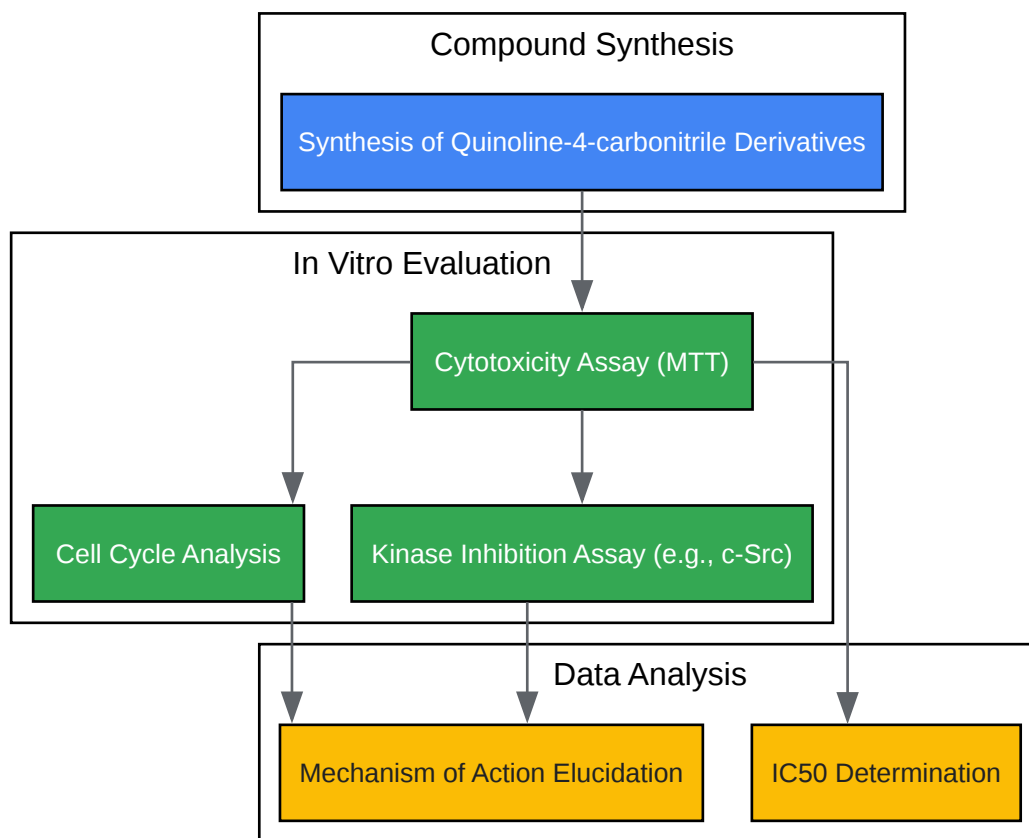 Compound Synthesis
Synthesis of Quinoline-4-carbonitrile Derivatives
In Vitro Evaluation
Cytotoxicity Assay (MTT)
Cell Cycle Analysis
Kinase Inhibition Assay (e.g., c-Src)
Data Analysis
Mechanism of Action Elucidation
IC50 Determination